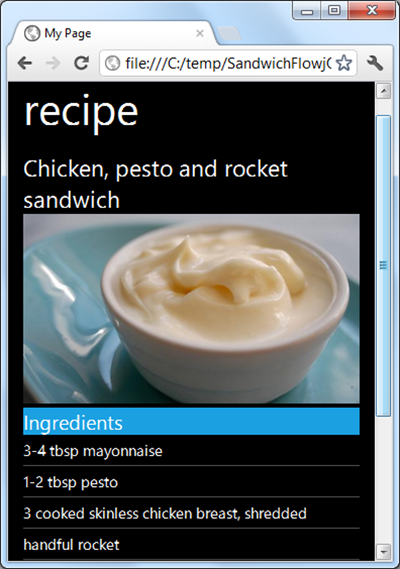 My Page
file:///C:/temp/SandwichFlowj
recipe
Chicken, pesto and rocket
sandwich
Ingredients
3-4 tbsp mayonnaise
1-2 tbsp pesto
3 cooked skinless chicken breast, shredded
handful rocket